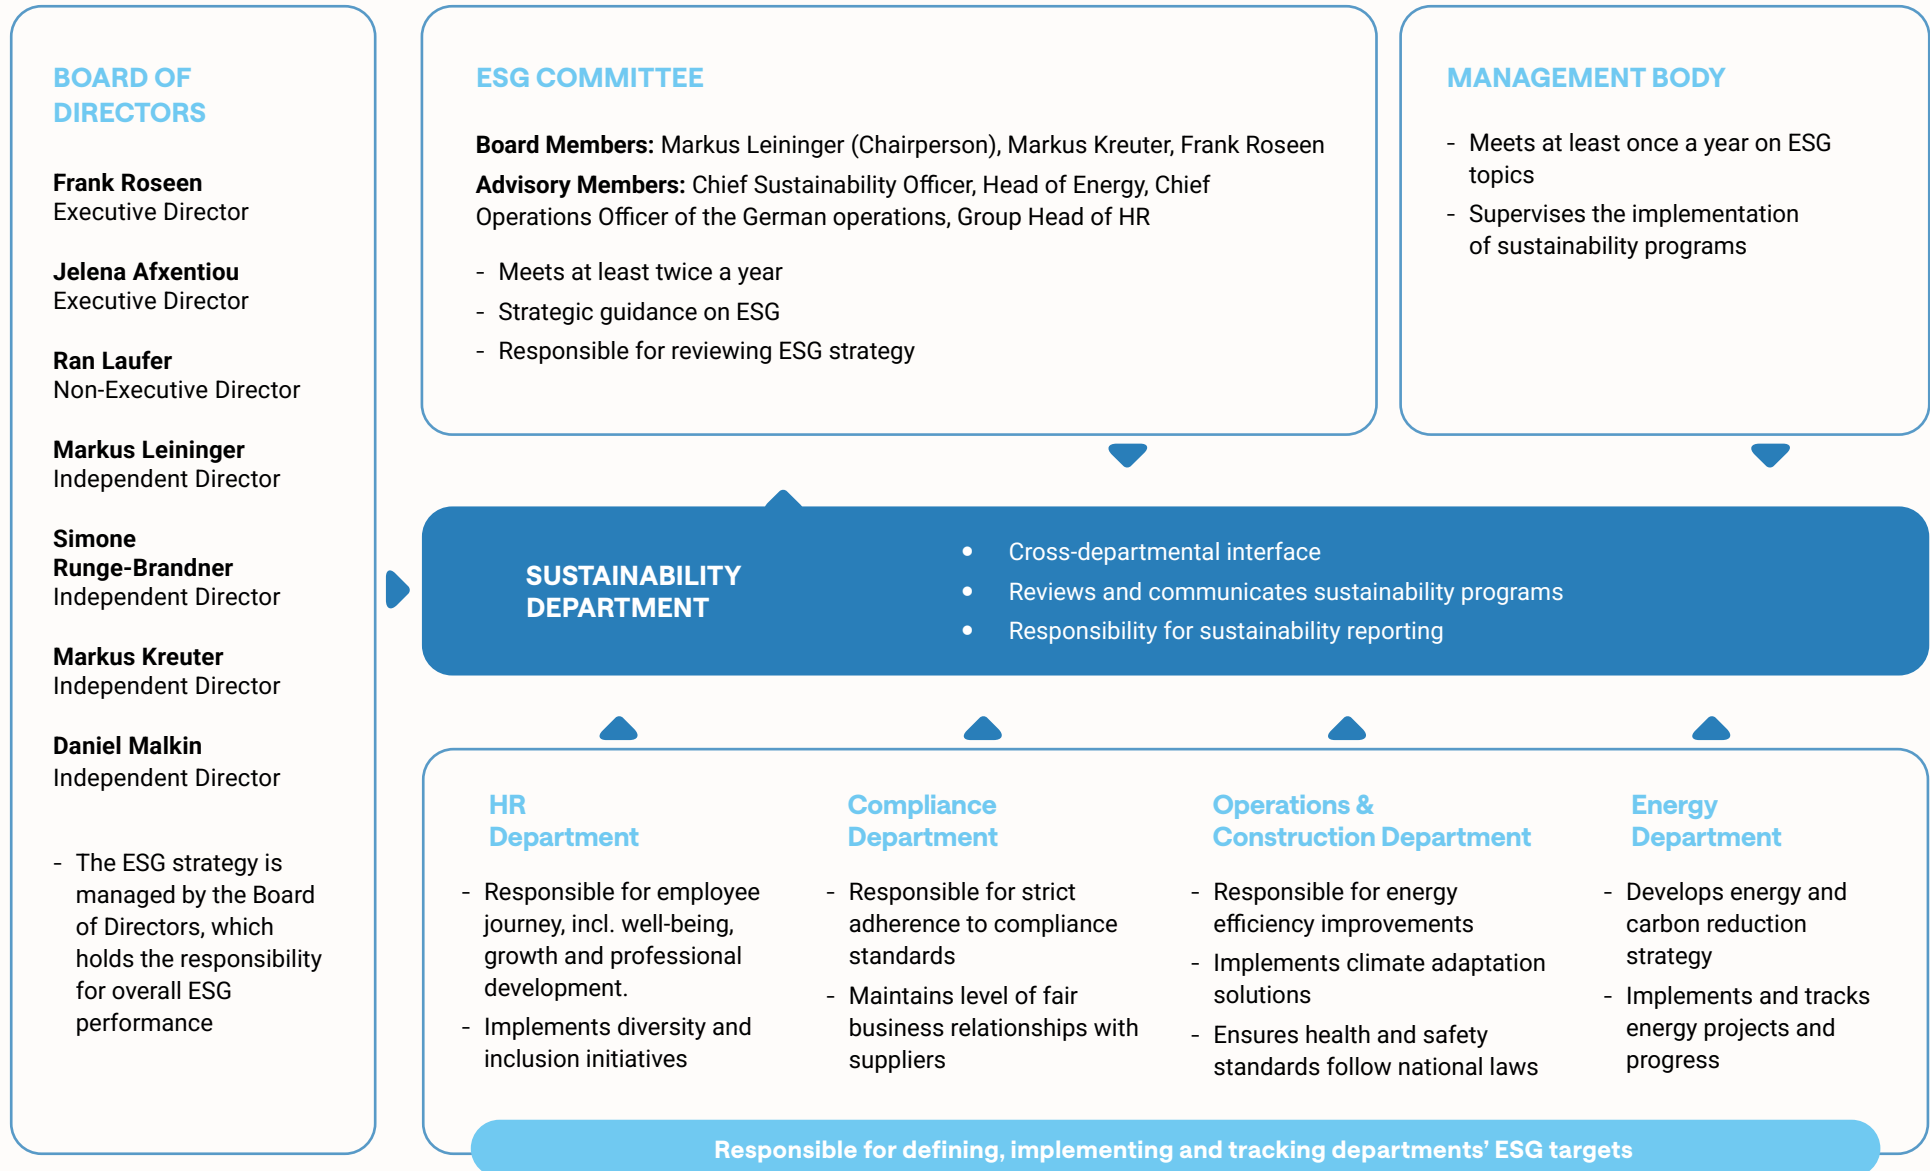 BOARD OF
DIRECTORS
Frank Roseen
Executive Director
Jelena Afxentiou
Executive Director
Ran Laufer
Non-Executive Director
Markus Leininger
Independent Director
Simone
Runge-Brandner
Independent Director
Markus Kreuter
Independent Director
Daniel Malkin
Independent Director
- The ESG strategy is
managed by the Board
of Directors, which
holds the responsibility
for overall ESG
performance
ESG COMMITTEE
Board Members: Markus Leininger (Chairperson), Markus Kreuter, Frank Roseen
Advisory Members: Chief Sustainability Officer, Head of Energy, Chief
Operations Officer of the German operations, Group Head of HR
- Meets at least twice a year
- Strategic guidance on ESG
- Responsible for reviewing ESG strategy
MANAGEMENT BODY
- Meets at least once a year on ESG
topics
- Supervises the implementation
of sustainability programs
SUSTAINABILITY
DEPARTMENT
• Cross-departmental interface
• Reviews and communicates sustainability programs
• Responsibility for sustainability reporting
HR
Department
- Responsible for employee
journey, incl. well-being,
growth and professional
development.
- Implements diversity and
inclusion initiatives
Compliance
Department
- Responsible for strict
adherence to compliance
standards
- Maintains level of fair
business relationships with
suppliers
Operations &
Construction Department
- Responsible for energy
efficiency improvements
- Implements climate adaptation
solutions
- Ensures health and safety
standards follow national laws
Energy
Department
- Develops energy and
carbon reduction
strategy
- Implements and tracks
energy projects and
progress
Responsible for defining, implementing and tracking departments’ ESG targets